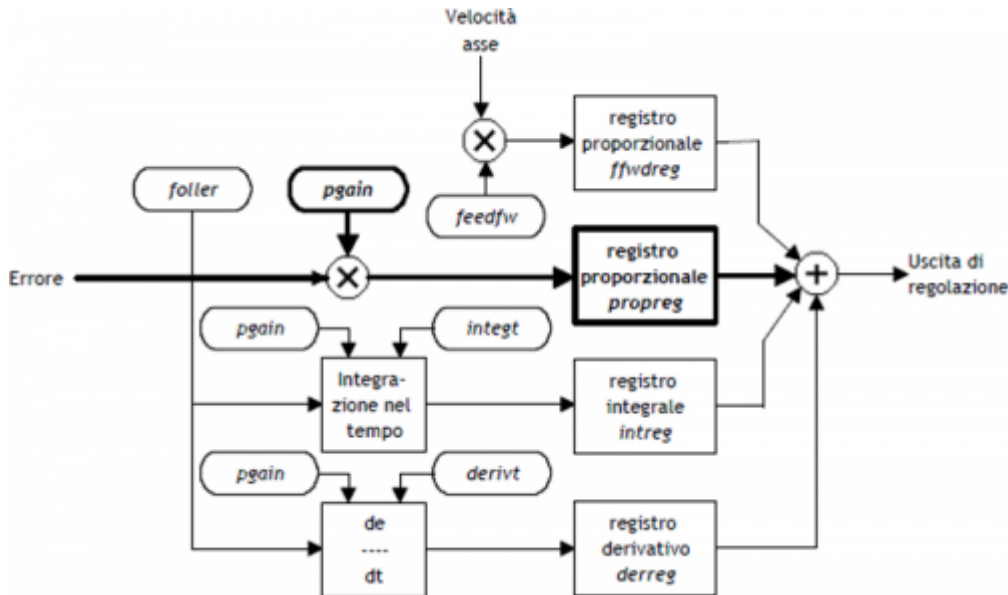 Velocità
asse
registro
proporzionale
ffwdreg
foller
pgain
feedfw
Errore
registro
proporzionale
propreg
Uscita di
regolazione
pgain
integt
Integra-
zione nel
tempo
registro
integrale
intreg
pgain
derivt
de
----
dt
registro
derivativo
derreg